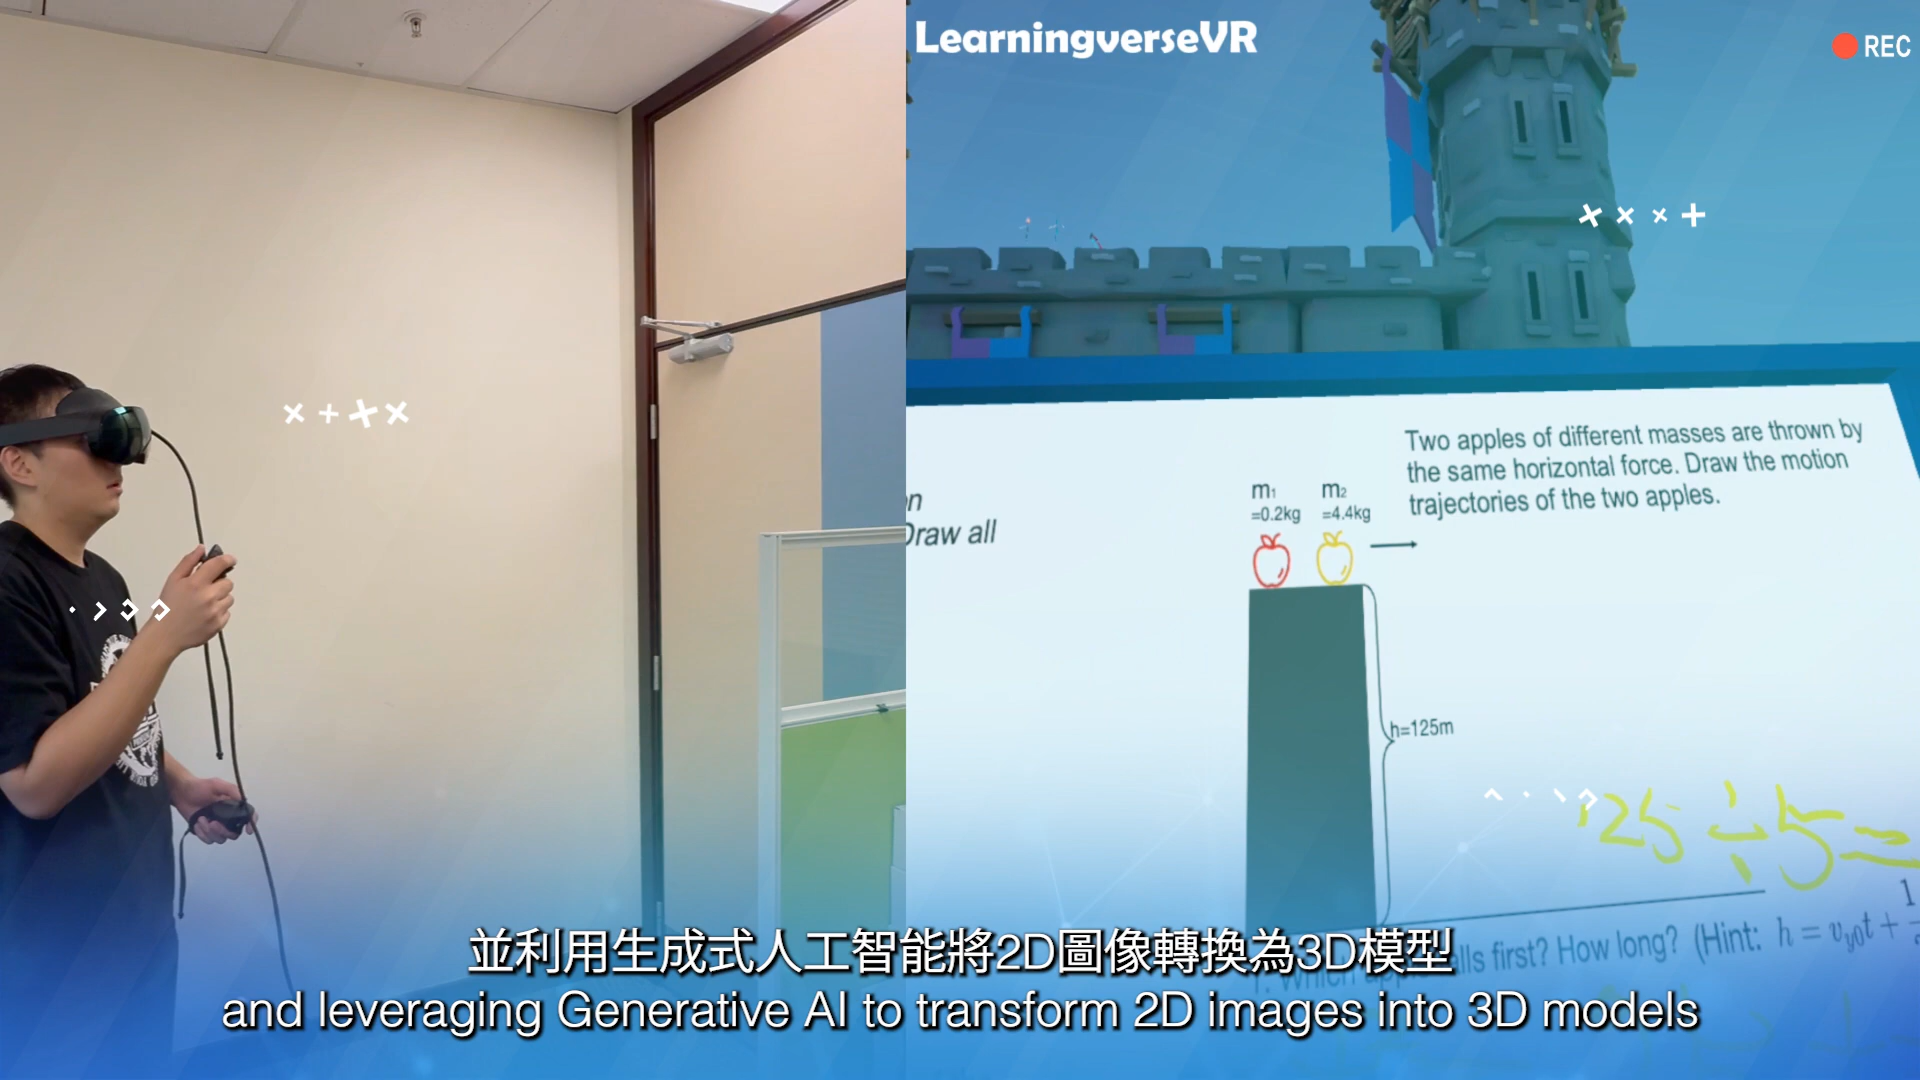 LearningverseVR
REC
Draw all
Two apples of different masses are thrown by
the same horizontal force. Draw the motion
trajectories of the two apples.
m1 m2
=0.2kg =4.4kg
h=125m
25÷5=
first? How long? (Hint: h = vy0t +
並利用生成式人工智能將2D圖像轉換為3D模型
and leveraging Generative AI to transform 2D images into 3D models